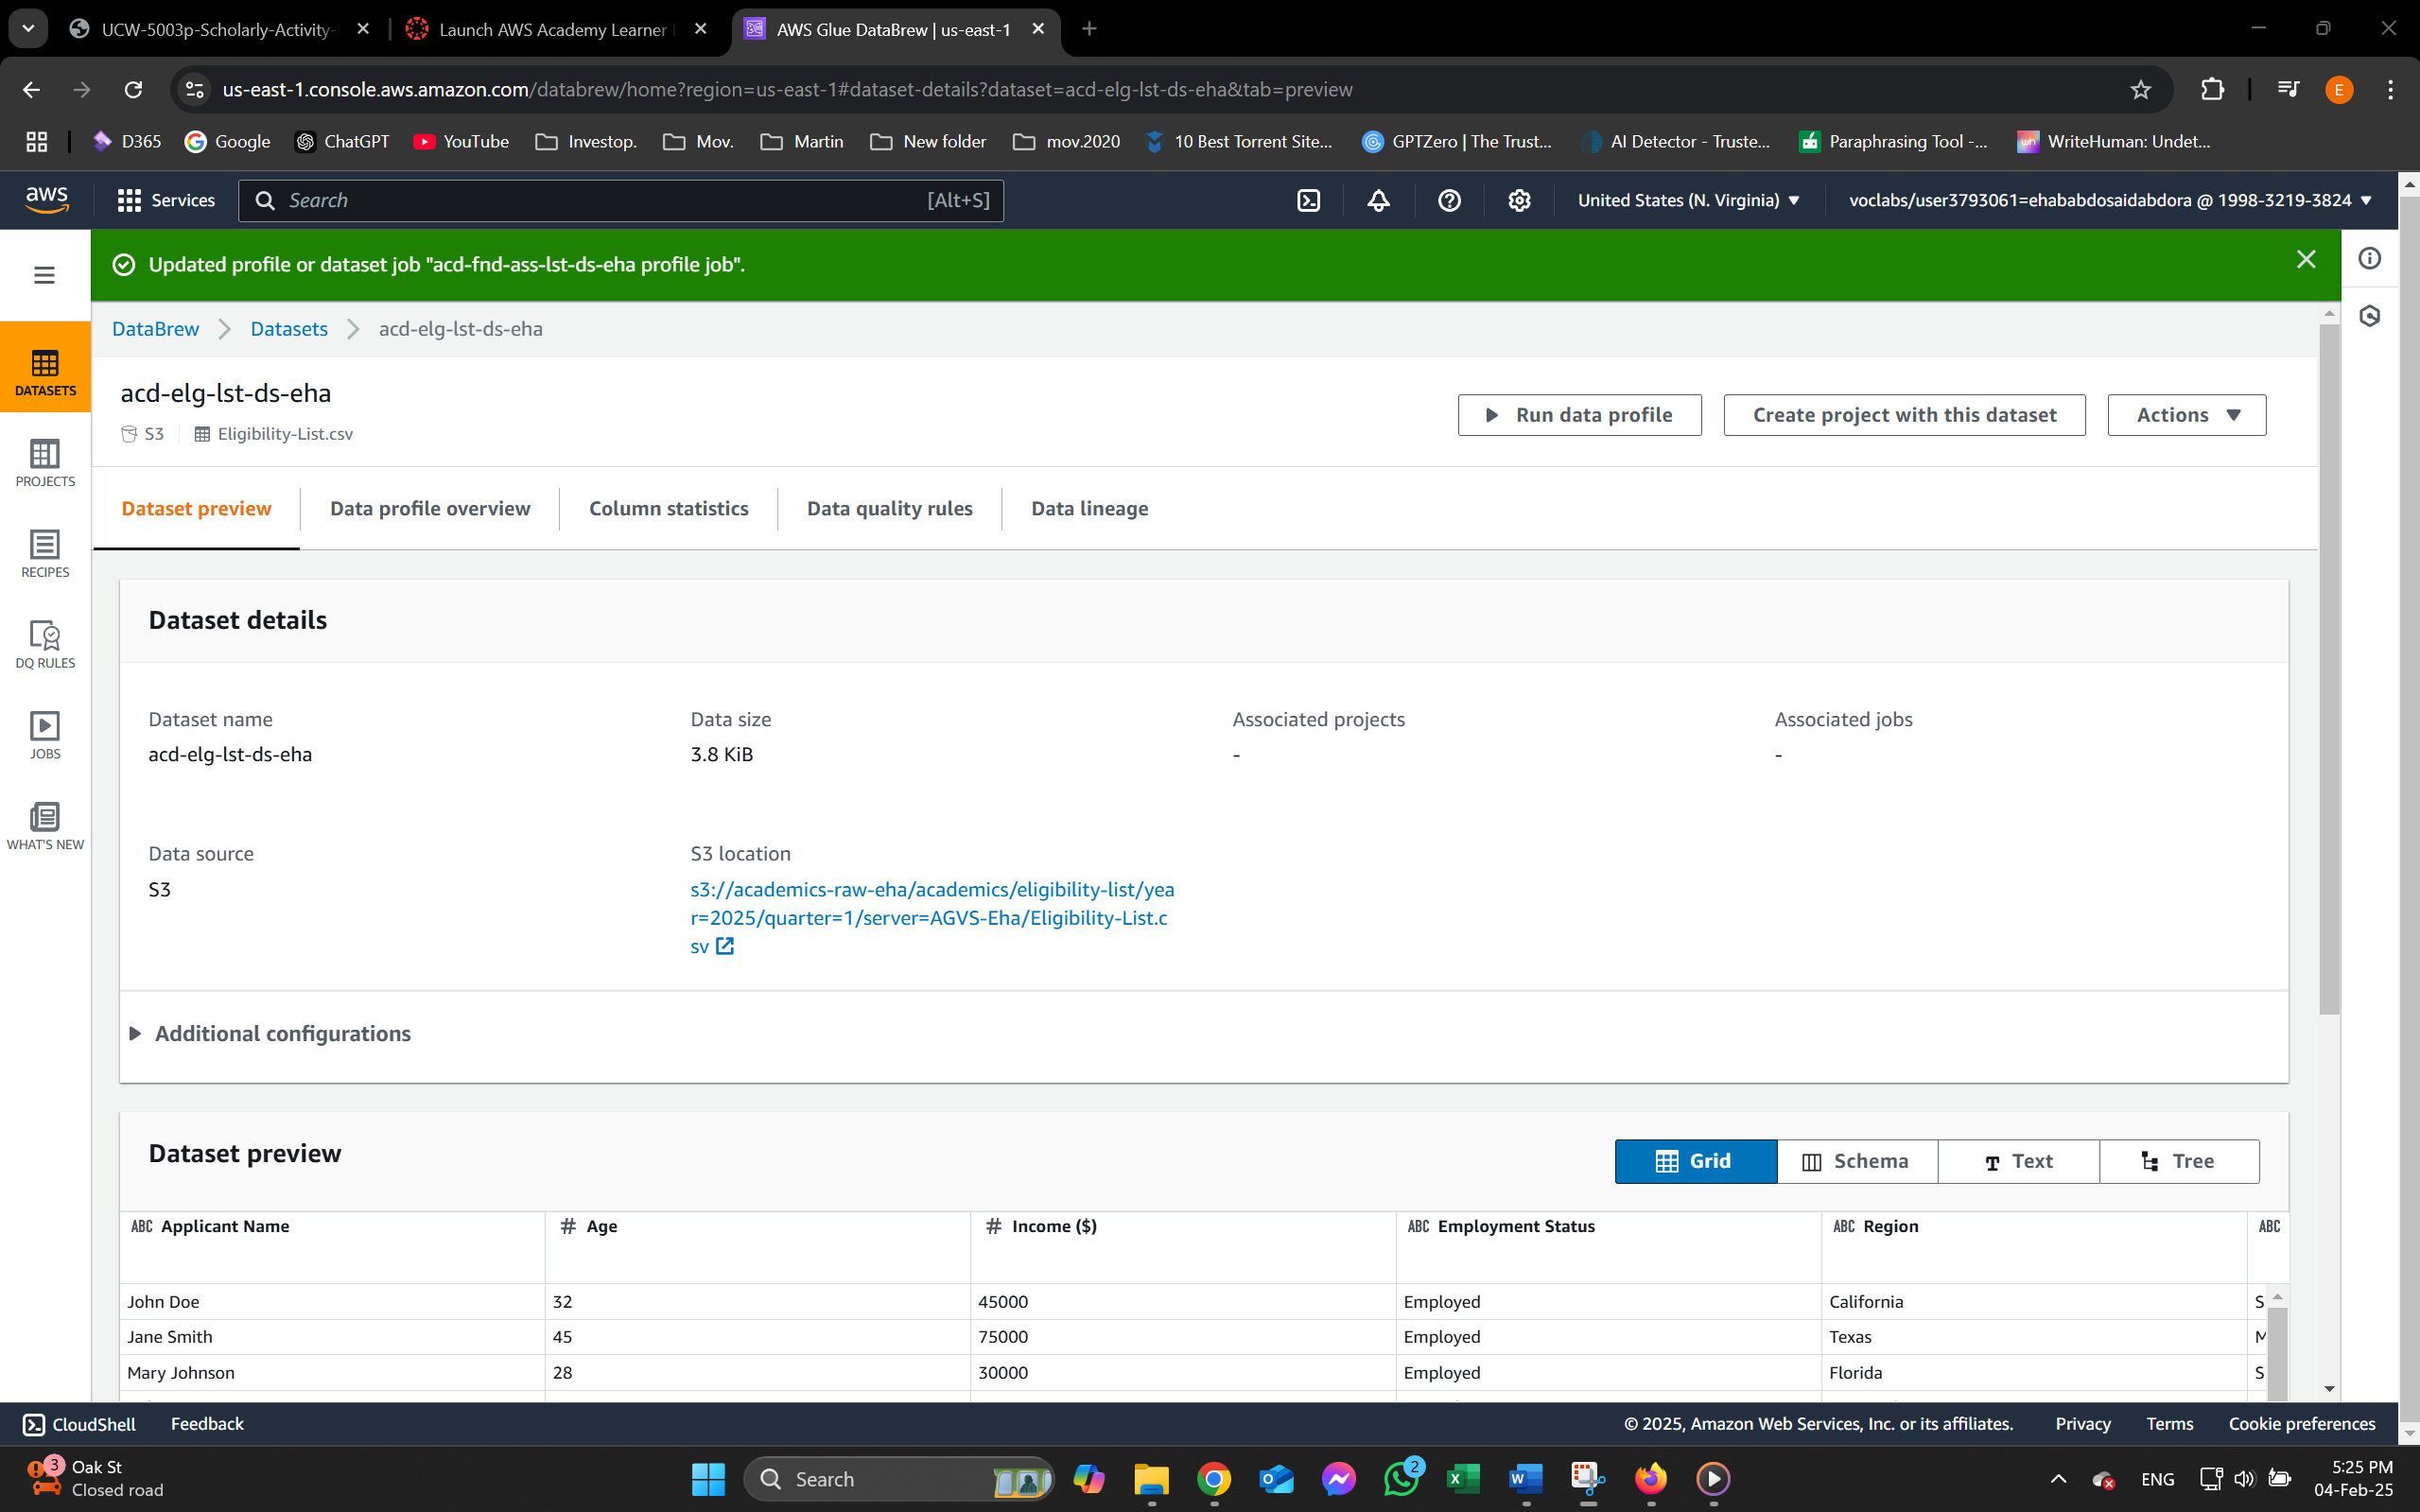 UCW-5003p-Scholarly-Activity-
Launch AWS Academy Learner
AWS Glue DataBrew | us-east-1
us-east-1.console.aws.amazon.com/databrew/home?region=us-east-1#dataset-details?dataset=acd-elg-lst-ds-eha&tab=preview
E
D365
Google
ChatGPT
YouTube
Investop.
Mov.
Martin
New folder
mov.2020
10 Best Torrent Site...
GPTZero | The Trust...
AI Detector - Truste...
Paraphrasing Tool -...
wh
WriteHuman: Undet...
aws
Services
Search
[Alt+S]
United States (N. Virginia)
voclabs/user3793061=ehababdosaidabdora @ 1998-3219-3824
Updated profile or dataset job "acd-fnd-ass-lst-ds-eha profile job".
DATASETS
PROJECTS
RECIPES
DQ RULES
JOBS
WHAT'S NEW
DataBrew
Datasets
acd-elg-lst-ds-eha
acd-elg-lst-ds-eha
S3
Eligibility-List.csv
Run data profile
Create project with this dataset
Actions
Dataset preview
Data profile overview
Column statistics
Data quality rules
Data lineage
Dataset details
Dataset name
Data size
Associated projects
Associated jobs
acd-elg-lst-ds-eha
3.8 KiB
-
-
Data source
S3 location
S3
s3://academics-raw-eha/academics/eligibility-list/yea
r=2025/quarter=1/server=AGVS-Eha/Eligibility-List.c
sv
Additional configurations
Dataset preview
Grid
Schema
Text
Tree
ABC Applicant Name
# Age
# Income ($)
ABC Employment Status
ABC Region
ABC
John Doe
32
45000
Employed
California
S
Jane Smith
45
75000
Employed
Texas
M
Mary Johnson
28
30000
Employed
Florida
S
CloudShell
Feedback
© 2025, Amazon Web Services, Inc. or its affiliates.
Privacy
Terms
Cookie preferences
3
Oak St
Closed road
Search
2
ENG
5:25 PM
04-Feb-25